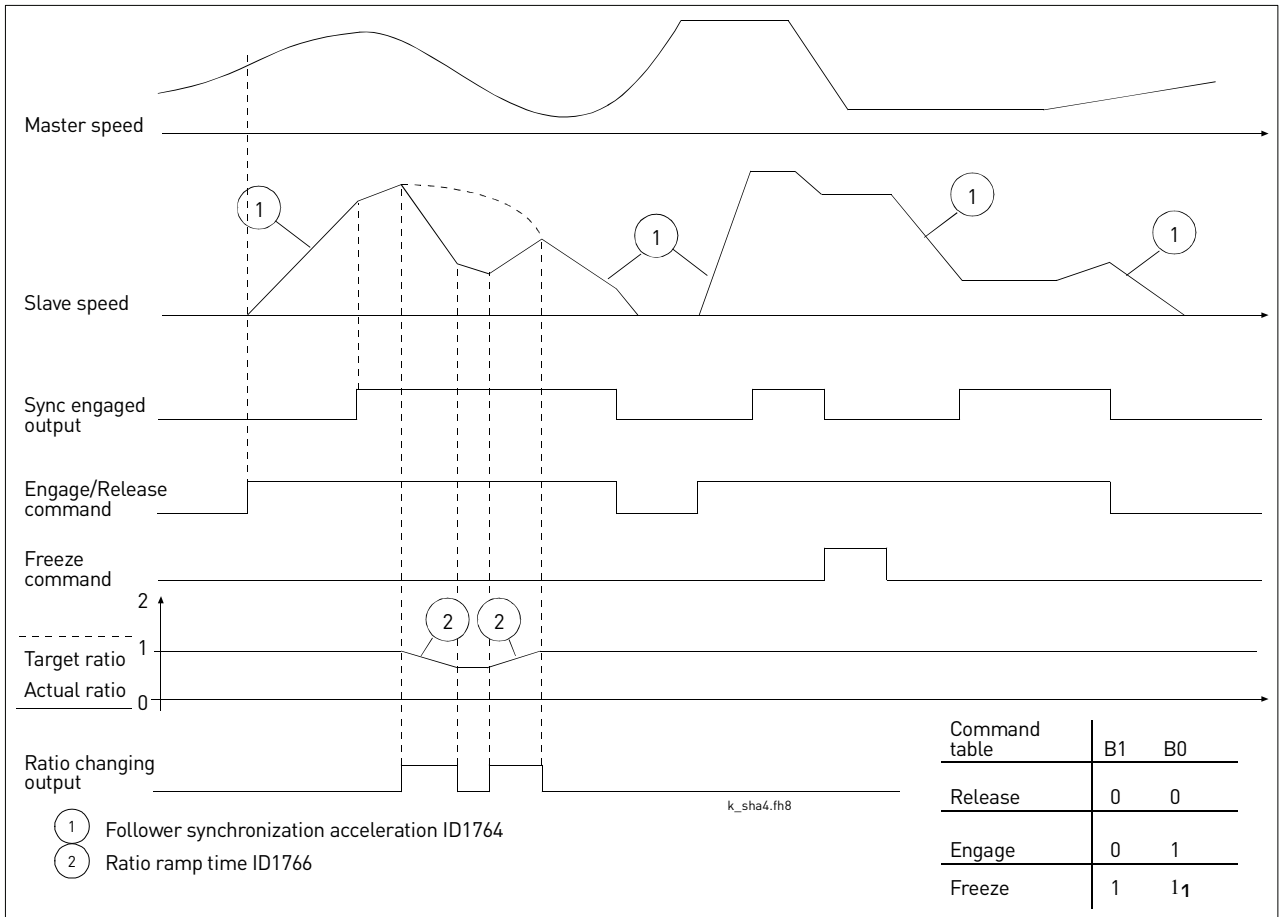 Master speed
1
1
1
1
Slave speed
Sync engaged
output
Engage/Release
command
Freeze
command
2
2
2
Target ratio
1
Actual ratio
0
Ratio changing
output
k_sha4.fh8
1 Follower synchronization acceleration ID1764
2 Ratio ramp time ID1766
Command
table B1 B0
Release 0 0
Engage 0 1
Freeze 1 11